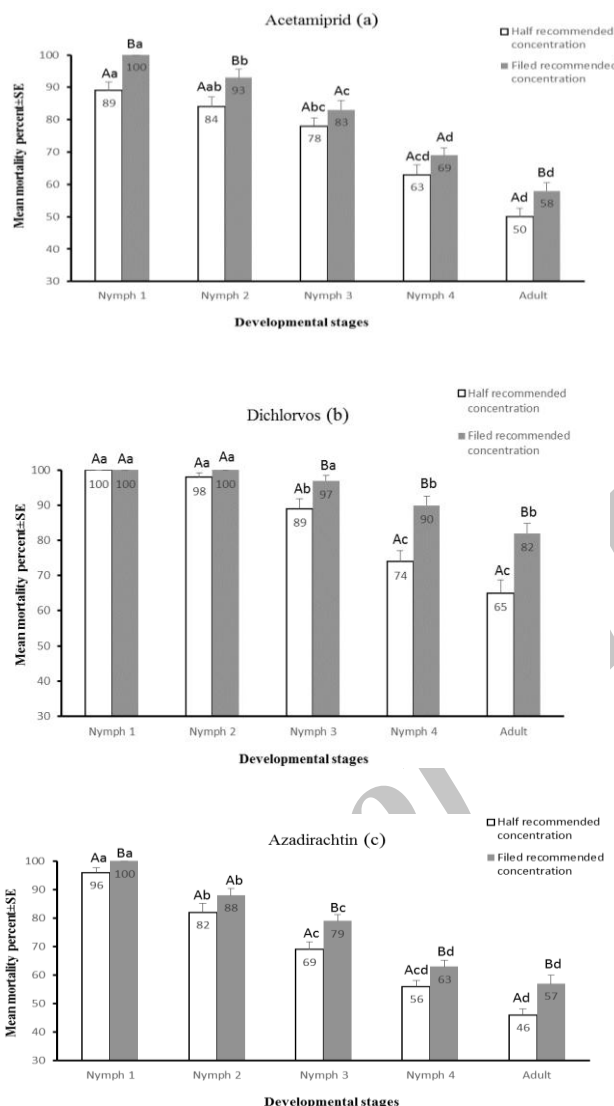 Acetamiprid (a)
Half recommended
concentration
Filed recommended
concentration
Mean mortality percent±SE
100
90
80
70
60
50
40
30
Aa Ba Aab Bb Abc Ac Acd Ad Ad Bd
89 100 84 93 78 83 63 69 50 58
Nymph 1 Nymph 2 Nymph 3 Nymph 4 Adult
Developmental stages
Dichlorvos (b)
Half recommended
concentration
Filed recommended
concentration
Mean mortality percent±SE
100
90
80
70
60
50
40
30
Aa Aa Aa Aa Ab Ba Ac Bb Ac Bb
100 100 98 100 89 97 74 90 65 82
Nymph 1 Nymph 2 Nymph 3 Nymph 4 Adult
Developmental stages
Azadirachtin (c)
Half recommended
concentration
Filed recommended
concentration
Mean mortality percent±SE
100
90
80
70
60
50
40
30
Aa Ba Ab Ab Ac Bc Acd Bd Ad Bd
96 100 82 88 69 79 56 63 46 57
Nymph 1 Nymph 2 Nymph 3 Nymph 4 Adult
Developmental stages